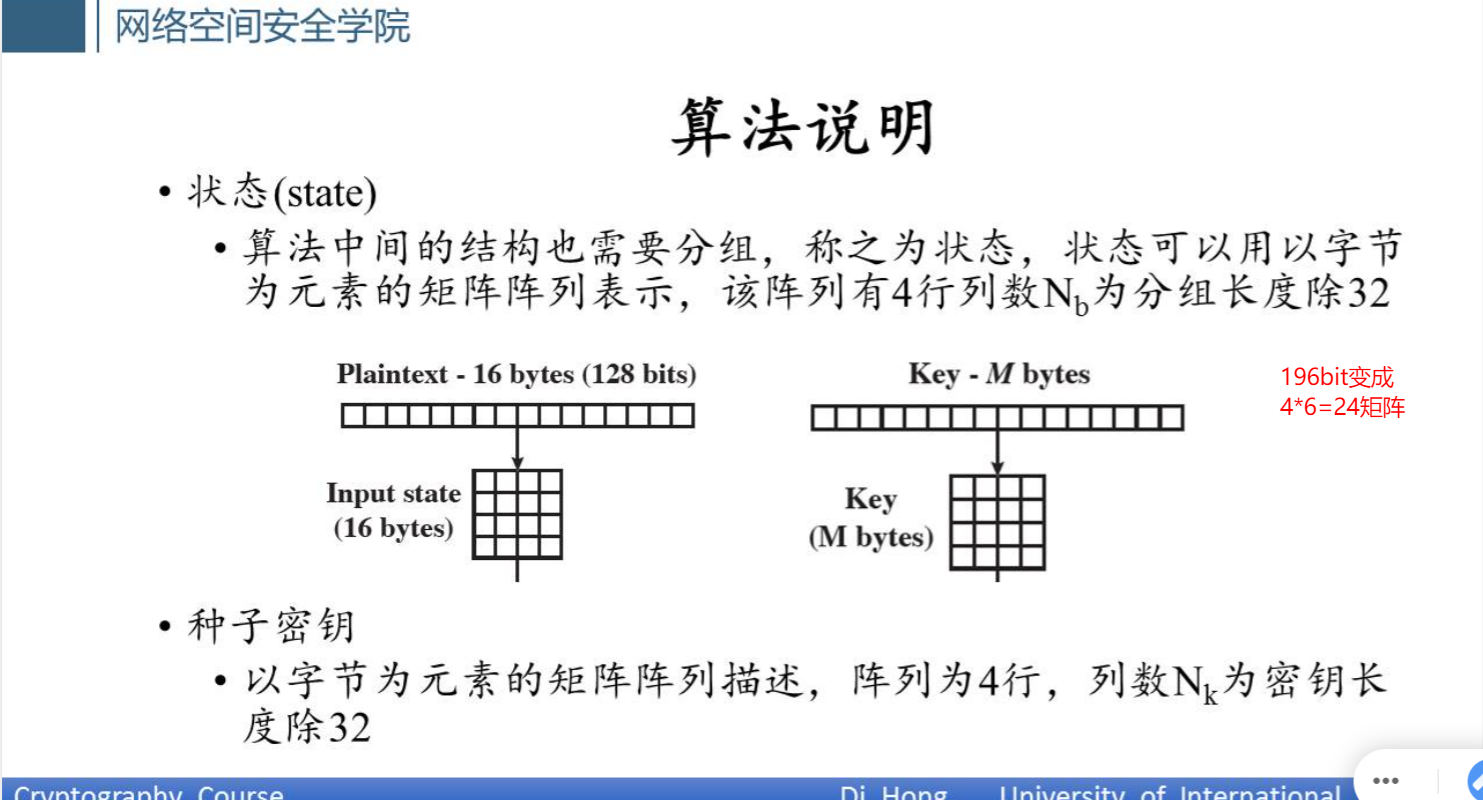 网络空间安全学院
算法说明
• 状态(state)
• 算法中间的结构也需要分组，称之为状态，状态可以用以字节
为元素的矩阵阵列表示，该阵列有4行列数Nb为分组长度除32
Plaintext - 16 bytes (128 bits)
Input state
(16 bytes)
Key - M bytes
Key
(M bytes)
196bit变成
4*6=24矩阵
• 种子密钥
• 以字节为元素的矩阵阵列描述，阵列为4行，列数Nk为密钥长
度除32
Cryptography Course
Di Hong University of International